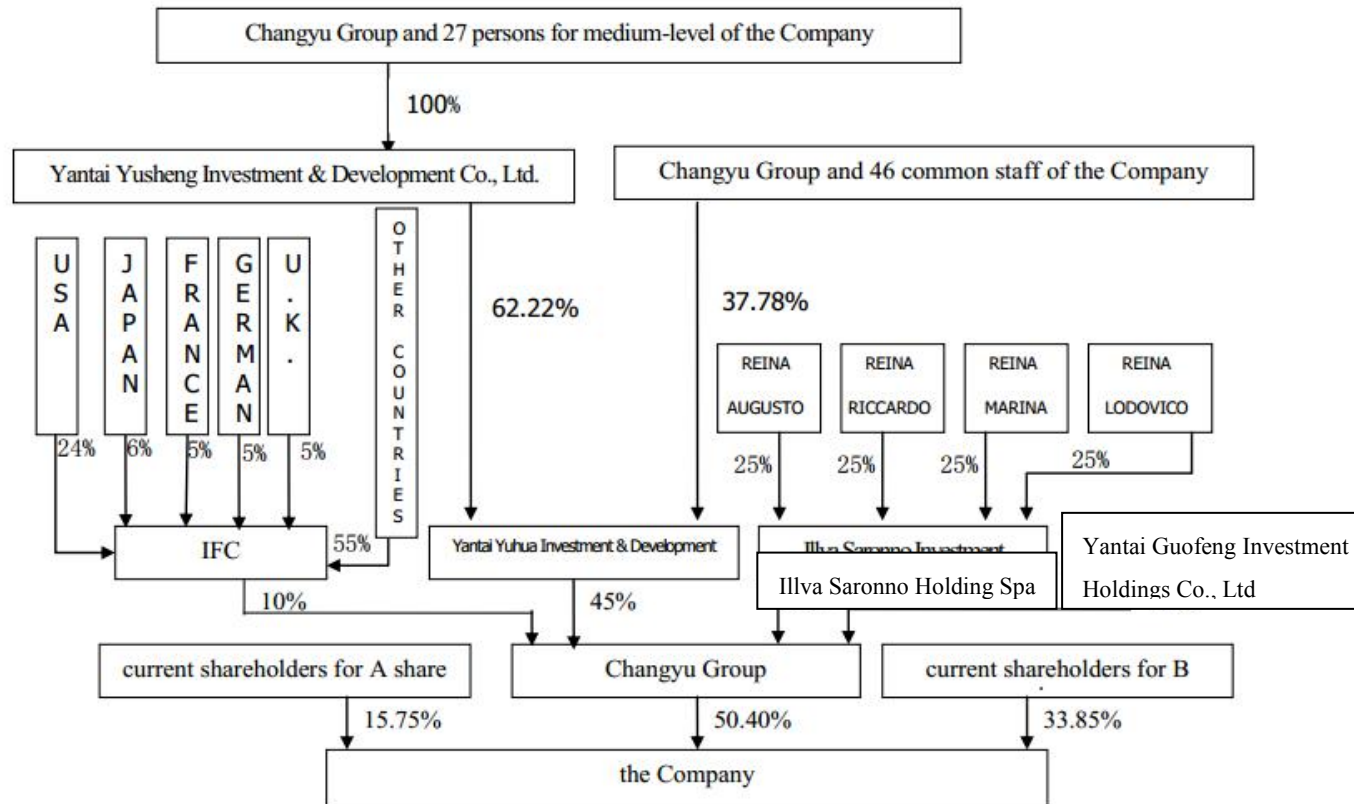 Changyu Group and 27 persons for medium-level of the Company
100%
Yantai Yusheng Investment & Development Co., Ltd.
Changyu Group and 46 common staff of the Company
USA
JAPAN
FRANCE
GERMAN
U.K.
OTHER COUNTRIES
62.22%
37.78%
REINA
AUGUSTO
REINA
RICCARDO
REINA
MARINA
REINA
LODOVICO
24%
6%
5%
5%
5%
55%
25%
25%
25%
25%
IFC
Yantai Yuhua Investment & Development
Illva Saronno Investment
Illva Saronno Holding Spa
Yantai Guofeng Investment
Holdings Co., Ltd
10%
45%
current shareholders for A share
Changyu Group
current shareholders for B
15.75%
50.40%
33.85%
the Company